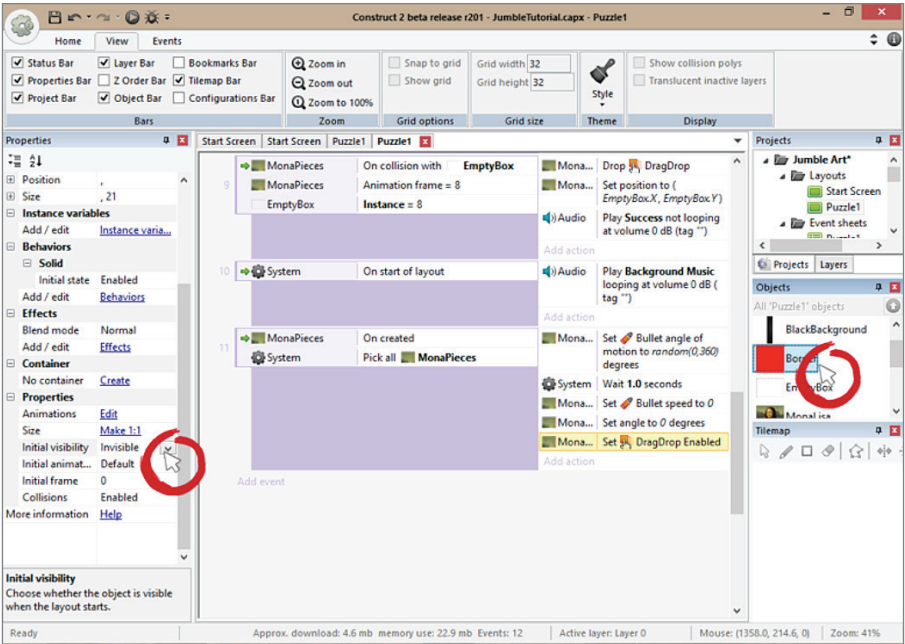 Construct 2 beta release r201 - JumbleTutorial.capx - Puzzle1
Home View Events
Status Bar Layer Bar Bookmarks Bar
Properties Bar Z Order Bar Tilemap Bar
Project Bar Object Bar Configurations Bar
Bars
Zoom in
Zoom out
Zoom to 100%
Zoom
Snap to grid
Show grid
Grid options
Grid width 32
Grid height 32
Grid size
Style
Theme
Show collision polys
Translucent inactive layers
Display
Properties
Position ,
Size , 21
Instance variables
Add / edit Instance varia...
Behaviors
Solid
Initial state Enabled
Add / edit Behaviors
Effects
Blend mode Normal
Add / edit Effects
Container
No container Create
Properties
Animations Edit
Size Make 1:1
Initial visibility Invisible
Initial animat... Default
Initial frame 0
Collisions Enabled
More information Help
Initial visibility
Choose whether the object is visible
when the layout starts.
Start Screen Start Screen Puzzle1 Puzzle1
9
MonaPieces On collision with EmptyBox
MonaPieces Animation frame = 8
EmptyBox Instance = 8
Mona... Drop DragDrop
Mona... Set position to (
EmptyBox.X, EmptyBox.Y)
Audio Play Success not looping
at volume 0 dB (tag "")
Add action
10 System On start of layout
Audio Play Background Music
looping at volume 0 dB (
tag "")
Add action
11
MonaPieces On created
System Pick all MonaPieces
Mona... Set Bullet angle of
motion to random(0,360)
degrees
System Wait 1.0 seconds
Mona... Set Bullet speed to 0
Mona... Set angle to 0 degrees
Mona... Set DragDrop Enabled
Add action
Add event
Projects
Jumble Art*
Layouts
Start Screen
Puzzle1
Event sheets
Projects Layers
Objects
All 'Puzzle1' objects
BlackBackground
Border
EmptyBox
MonaLisa
Tilemap
Ready
Approx. download: 4.6 mb memory use: 22.9 mb Events: 12
Active layer: Layer 0
Mouse: (1358.0, 214.6, 0)
Zoom: 41%